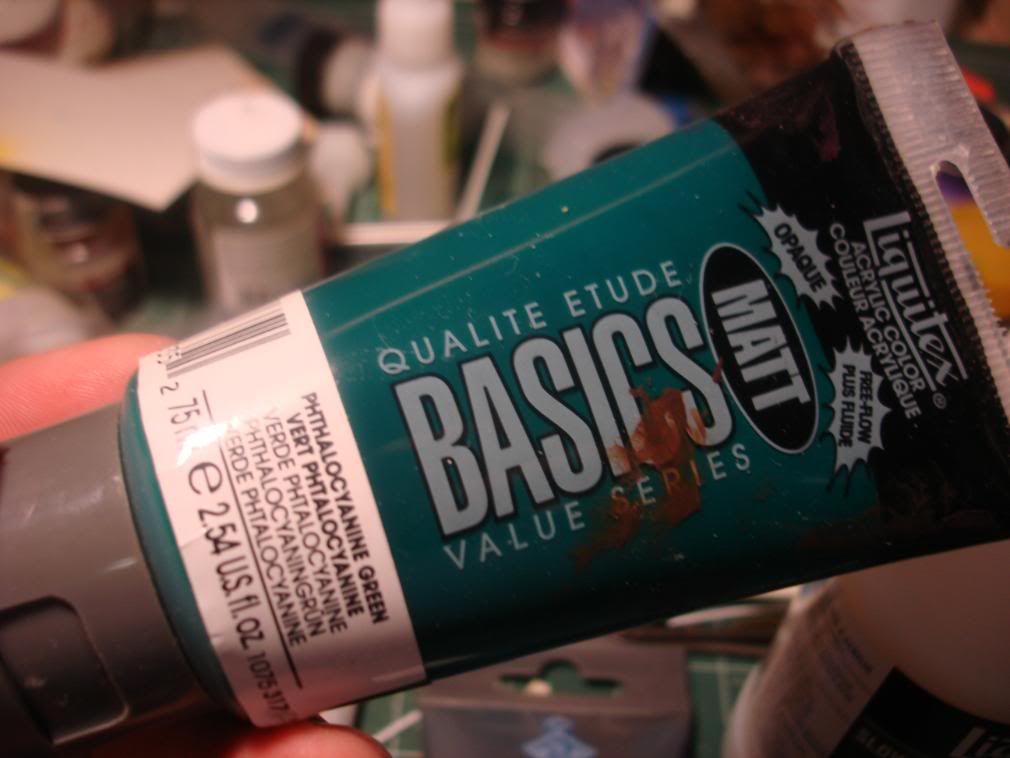 Liquitex®
ACRYLIC COLOR
COULEUR ACRYLIQUE
OPAQUE
FREE-FLOW
PLUS FLUIDE
QUALITE ETUDE
BASICS
MATT
VALUE SERIES
PHTHALOCYANINE GREEN
VERT PHTALOCYANINE
VERDE PHTALOCYANINE
PHTHALOCYANINGRÜN
VERDE PHTALOCYANINE
75
e 2.54 U.S.fl.oz.